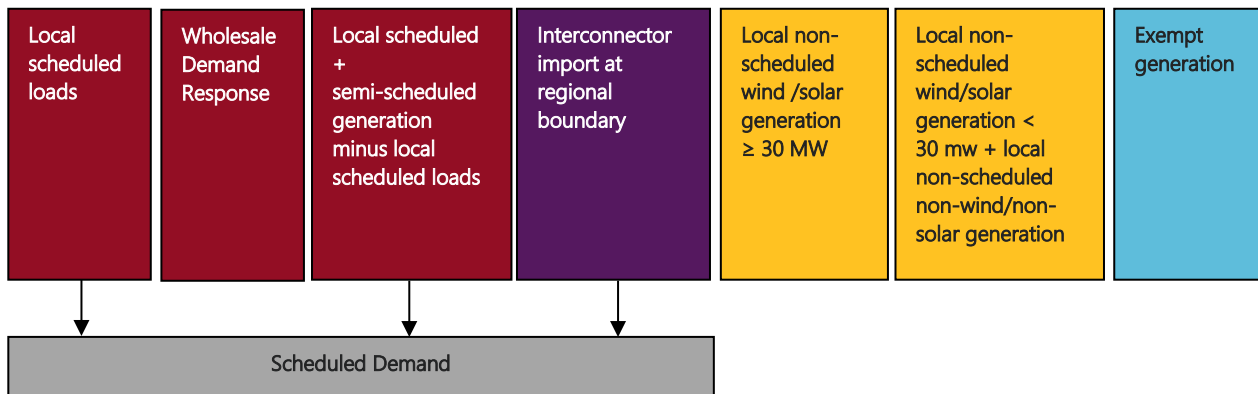 Local
scheduled
loads
Wholesale
Demand
Response
Local scheduled
+
semi-scheduled
generation
minus local
scheduled loads
Interconnector
import at
regional
boundary
Local non-
scheduled
wind /solar
generation
≥ 30 MW
Local non-
scheduled
wind/solar
generation <
30 mw + local
non-scheduled
non-wind/non-
solar generation
Exempt
generation
Scheduled Demand